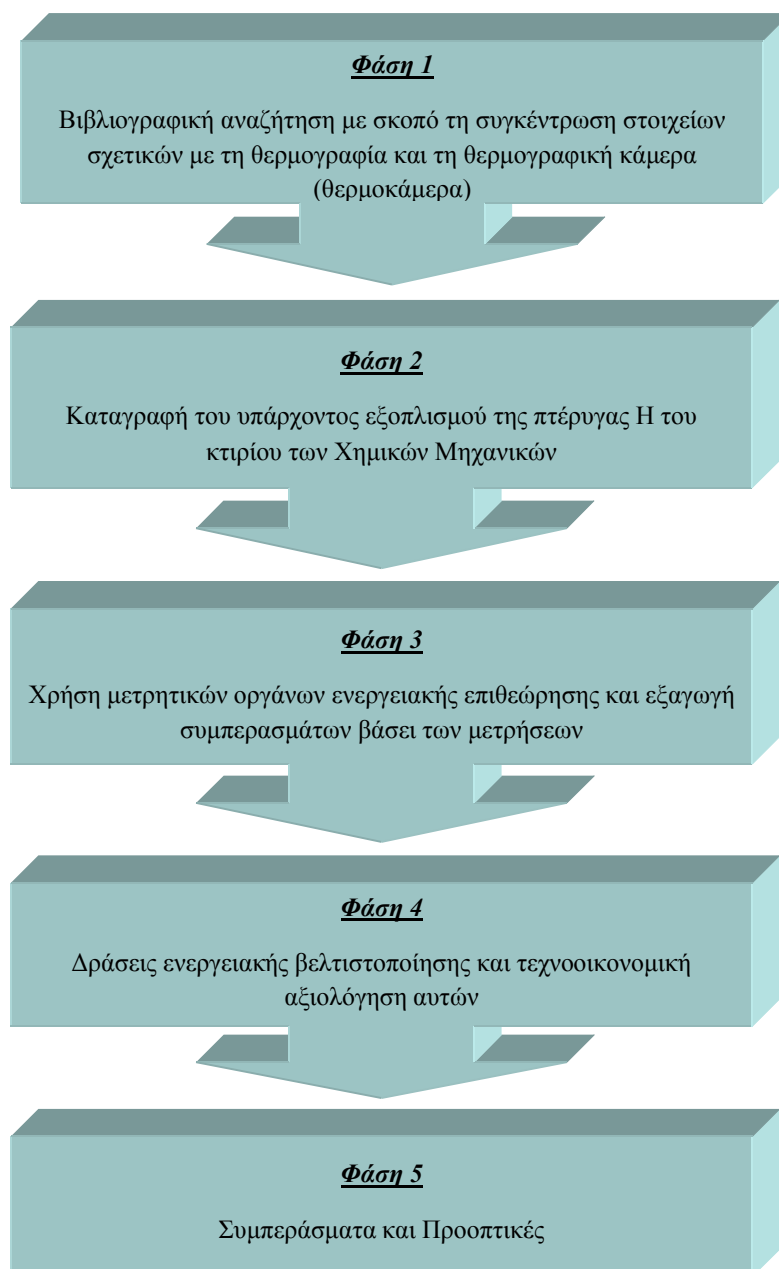 Φάση 1
Βιβλιογραφική αναζήτηση με σκοπό τη συγκέντρωση στοιχείων
σχετικών με τη θερμογραφία και τη θερμογραφική κάμερα
(θερμοκάμερα)
Φάση 2
Καταγραφή του υπάρχοντος εξοπλισμού της πτέρυγας Η του
κτιρίου των Χημικών Μηχανικών
Φάση 3
Χρήση μετρητικών οργάνων ενεργειακής επιθεώρησης και εξαγωγή
συμπερασμάτων βάσει των μετρήσεων
Φάση 4
Δράσεις ενεργειακής βελτιστοποίησης και τεχνοοικονομική
αξιολόγηση αυτών
Φάση 5
Συμπεράσματα και Προοπτικές